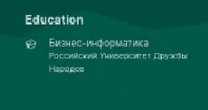 Education
Бизнес-информатика
Российский Университет Дружбы
Народов